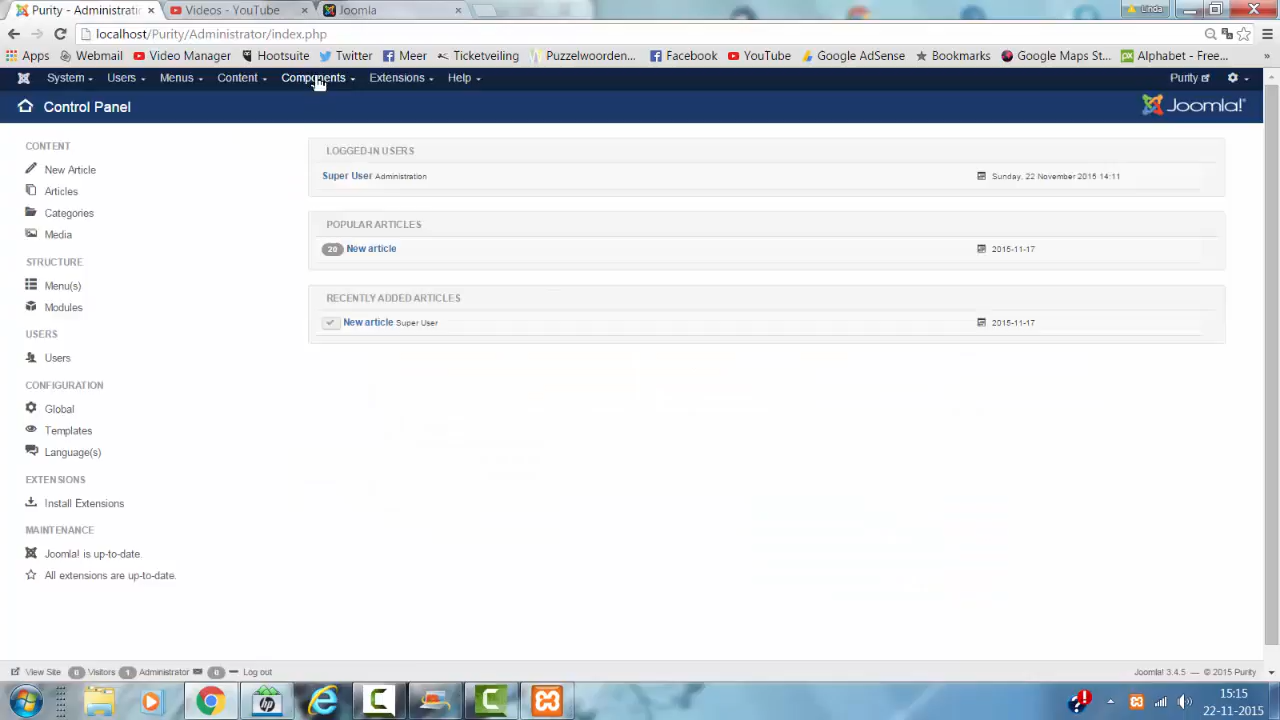 Purity - Administratio
Videos - YouTube
Joomla
Linda
localhost/Purity/Administrator/index.php
Apps
Webmail
Video Manager
Hootsuite
Twitter
Meer
Ticketveiling
Puzzelwoorden...
Facebook
YouTube
Google AdSense
Bookmarks
Google Maps St...
Alphabet - Free...
»
System
Users
Menus
Content
Components
Extensions
Help
Purity
Control Panel
Joomla!
CONTENT
New Article
Articles
Categories
Media
STRUCTURE
Menu(s)
Modules
USERS
Users
CONFIGURATION
Global
Templates
Language(s)
EXTENSIONS
Install Extensions
MAINTENANCE
Joomla! is up-to-date.
All extensions are up-to-date.
LOGGED-IN USERS
Super User Administration
Sunday, 22 November 2015 14:11
POPULAR ARTICLES
20 New article
2015-11-17
RECENTLY ADDED ARTICLES
New article Super User
2015-11-17
View Site
0 Visitors
1 Administrator
0
Log out
Joomla! 3.4.5 — © 2015 Purity
15:15
22-11-2015